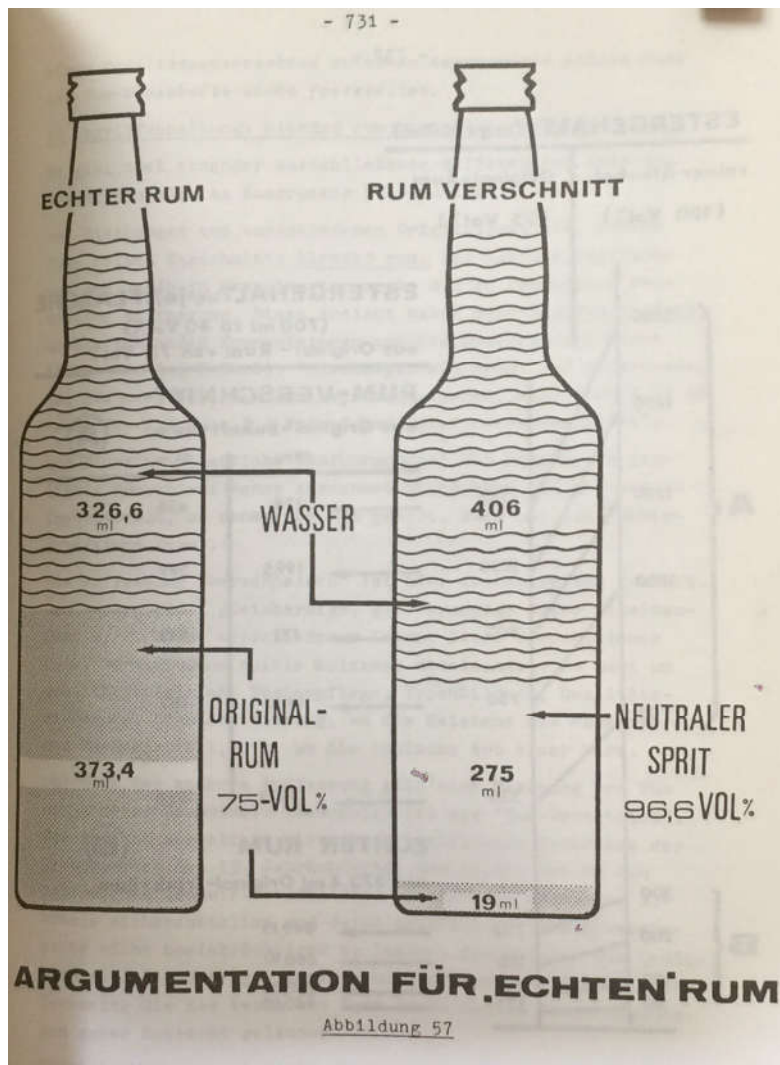 - 731 -
ECHTER RUM
RUM VERSCHNITT
326,6
ml
WASSER
406
ml
ORIGINAL-
RUM
75-VOL%
NEUTRALER
SPRIT
96,6 VOL%
373,4
ml
275
ml
19 ml
ARGUMENTATION FÜR „ECHTEN" RUM
Abbildung 57